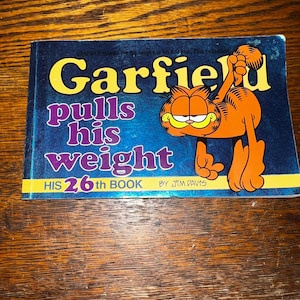 Garfield
pulls
his
weight
HIS 26th BOOK BY JIM DAVIS